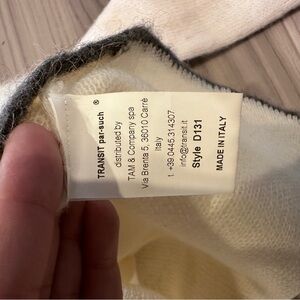 TRANSIT par-such ®
distributed by
TAM & Company spa
Via Brenta 5, 36010 Carrè
Italy
t. +39.0445.314307
info@transit.it
Style D131
MADE IN ITALY